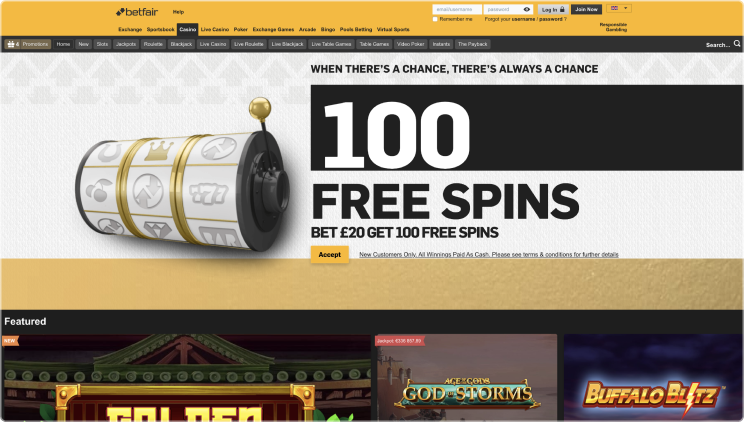 betfair
Help
email/username
password
Log In
Join Now
Remember me
Forgot your username / password ?
Exchange Sportsbook Casino Live Casino Poker Exchange Games Arcade Bingo Pools Betting Virtual Sports
Responsible
Gambling
4 Promotions Home New Slots Jackpots Roulette Blackjack Live Casino Live Roulette Live Blackjack Live Table Games Table Games Video Poker Instants The Payback
Search...
WHEN THERE'S A CHANCE, THERE'S ALWAYS A CHANCE
100
FREE SPINS
BET £20 GET 100 FREE SPINS
Accept
New Customers Only. All Winnings Paid As Cash. Please see terms & conditions for further details
777
Featured
NEW
GOLDEN
AGE OF THE GODS
GOD OF STORMS
BUFFALO BLITZ